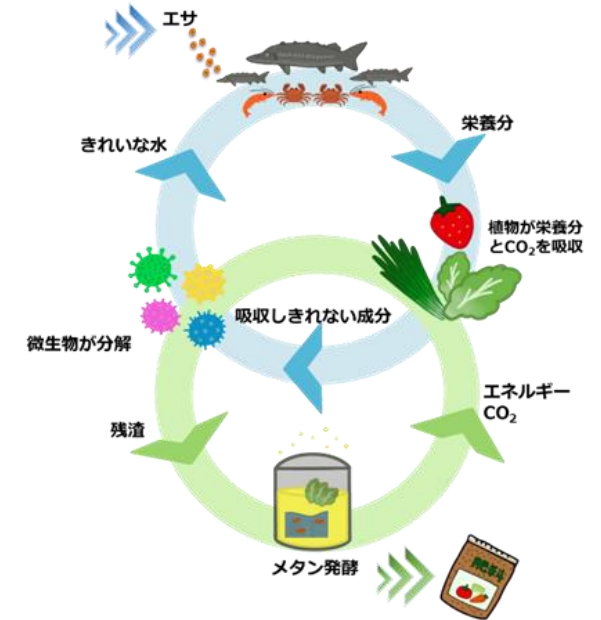 エサ
きれいな水
栄養分
植物が栄養分
とCO₂を吸収
吸収しきれない成分
微生物が分解
エネルギー
CO₂
残渣
メタン発酵
肥料